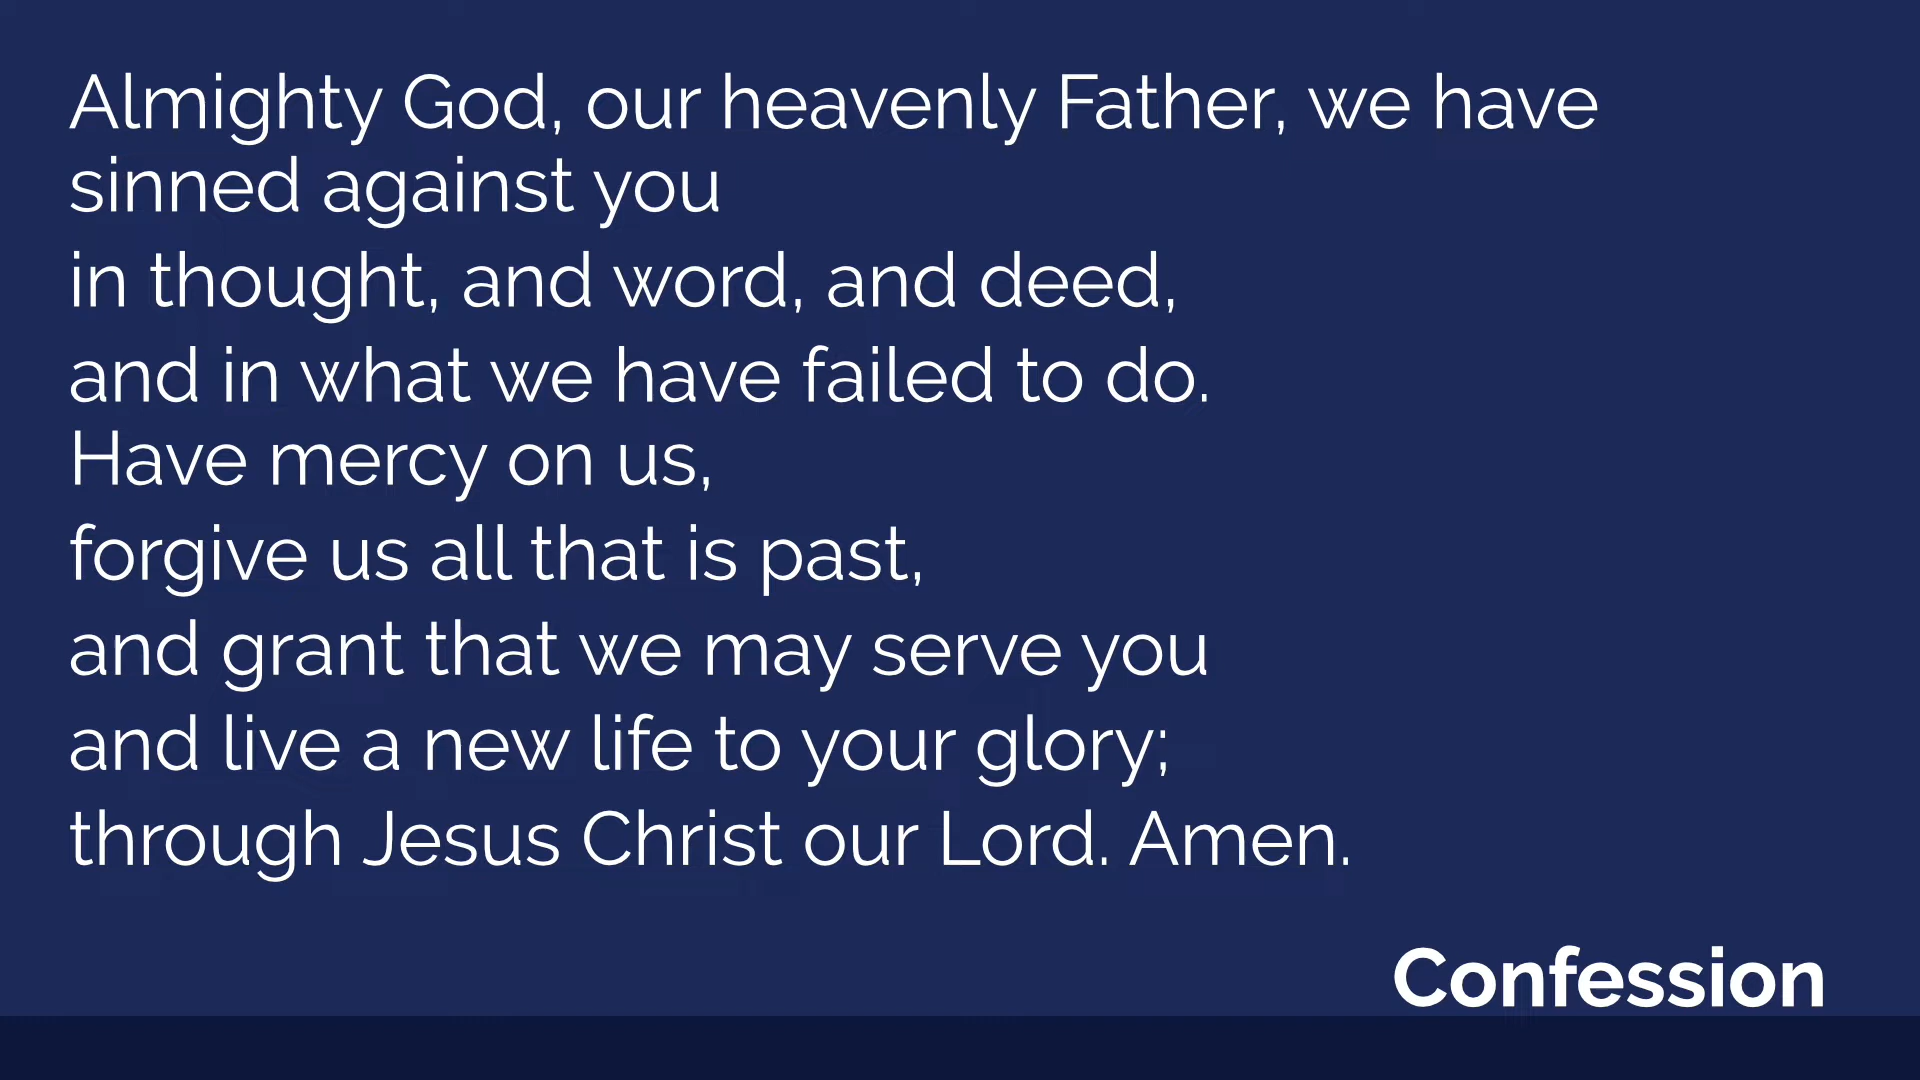 Almighty God, our heavenly Father, we have
sinned against you
in thought, and word, and deed,
and in what we have failed to do.
Have mercy on us,
forgive us all that is past,
and grant that we may serve you
and live a new life to your glory;
through Jesus Christ our Lord. Amen.
Confession